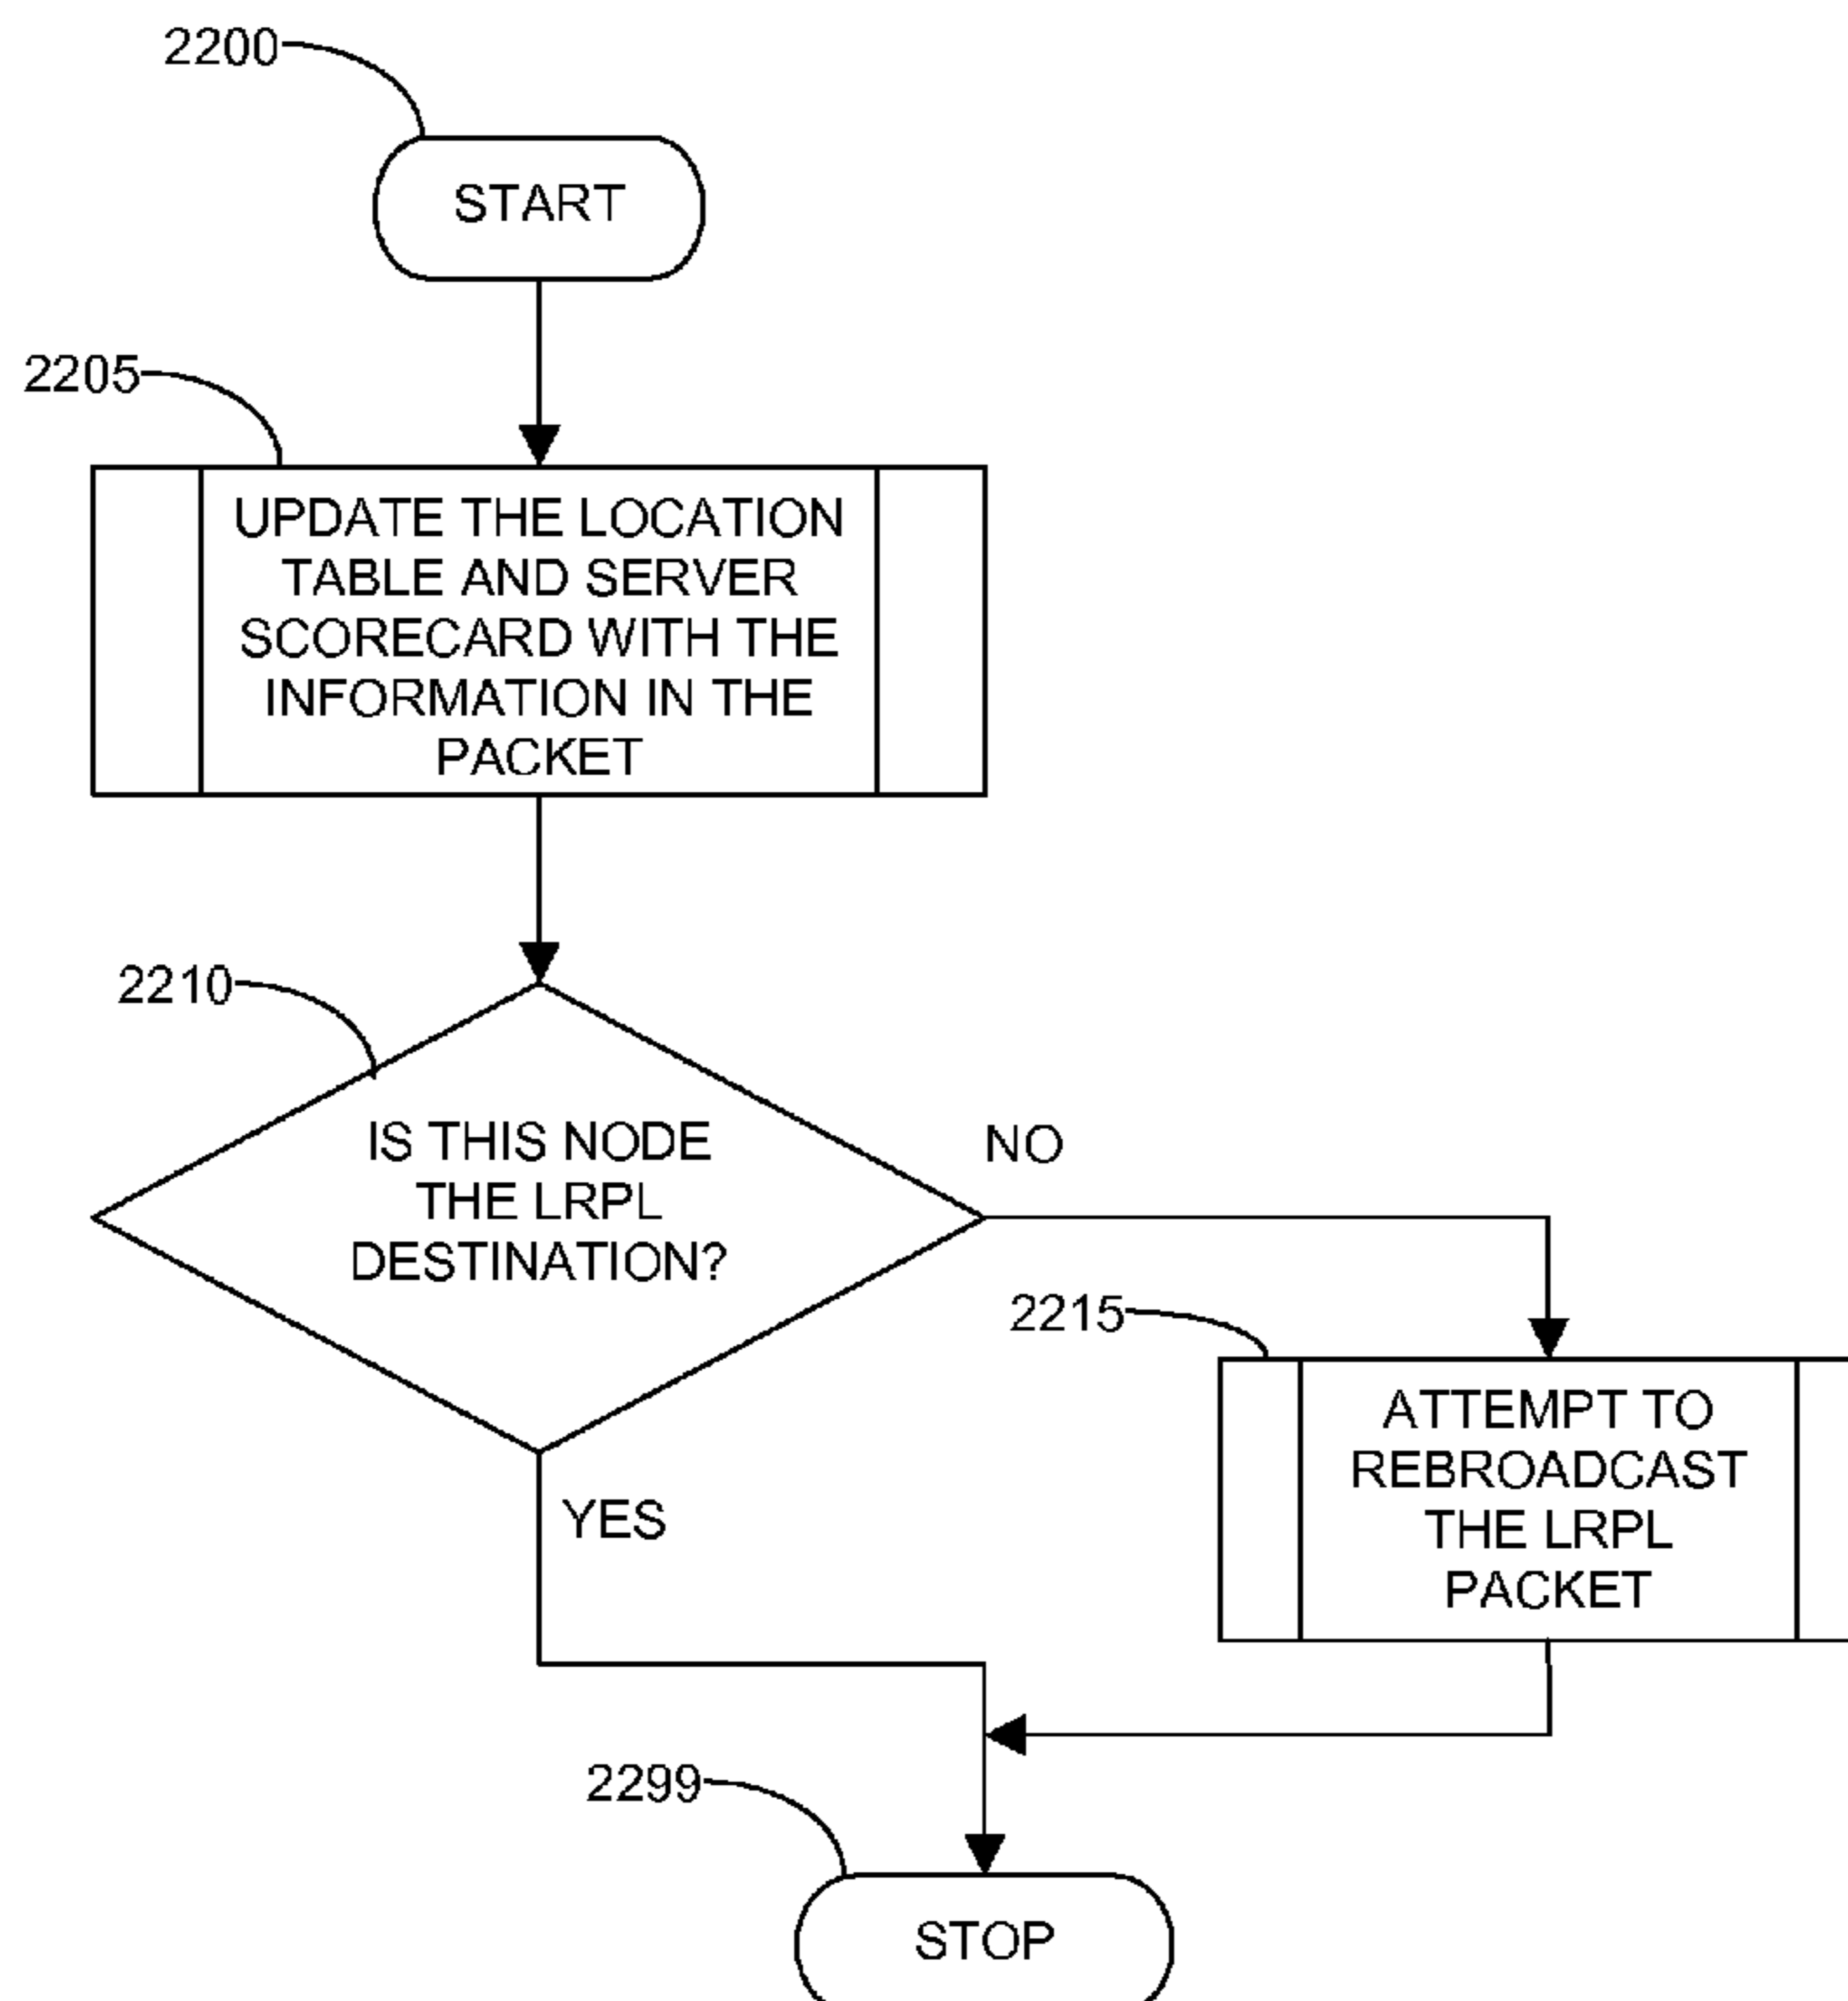 2200
START
2205
UPDATE THE LOCATION
TABLE AND SERVER
SCORECARD WITH THE
INFORMATION IN THE
PACKET
2210
IS THIS NODE
THE LRPL
DESTINATION?
NO
2215
ATTEMPT TO
REBROADCAST
THE LRPL
PACKET
YES
2299
STOP